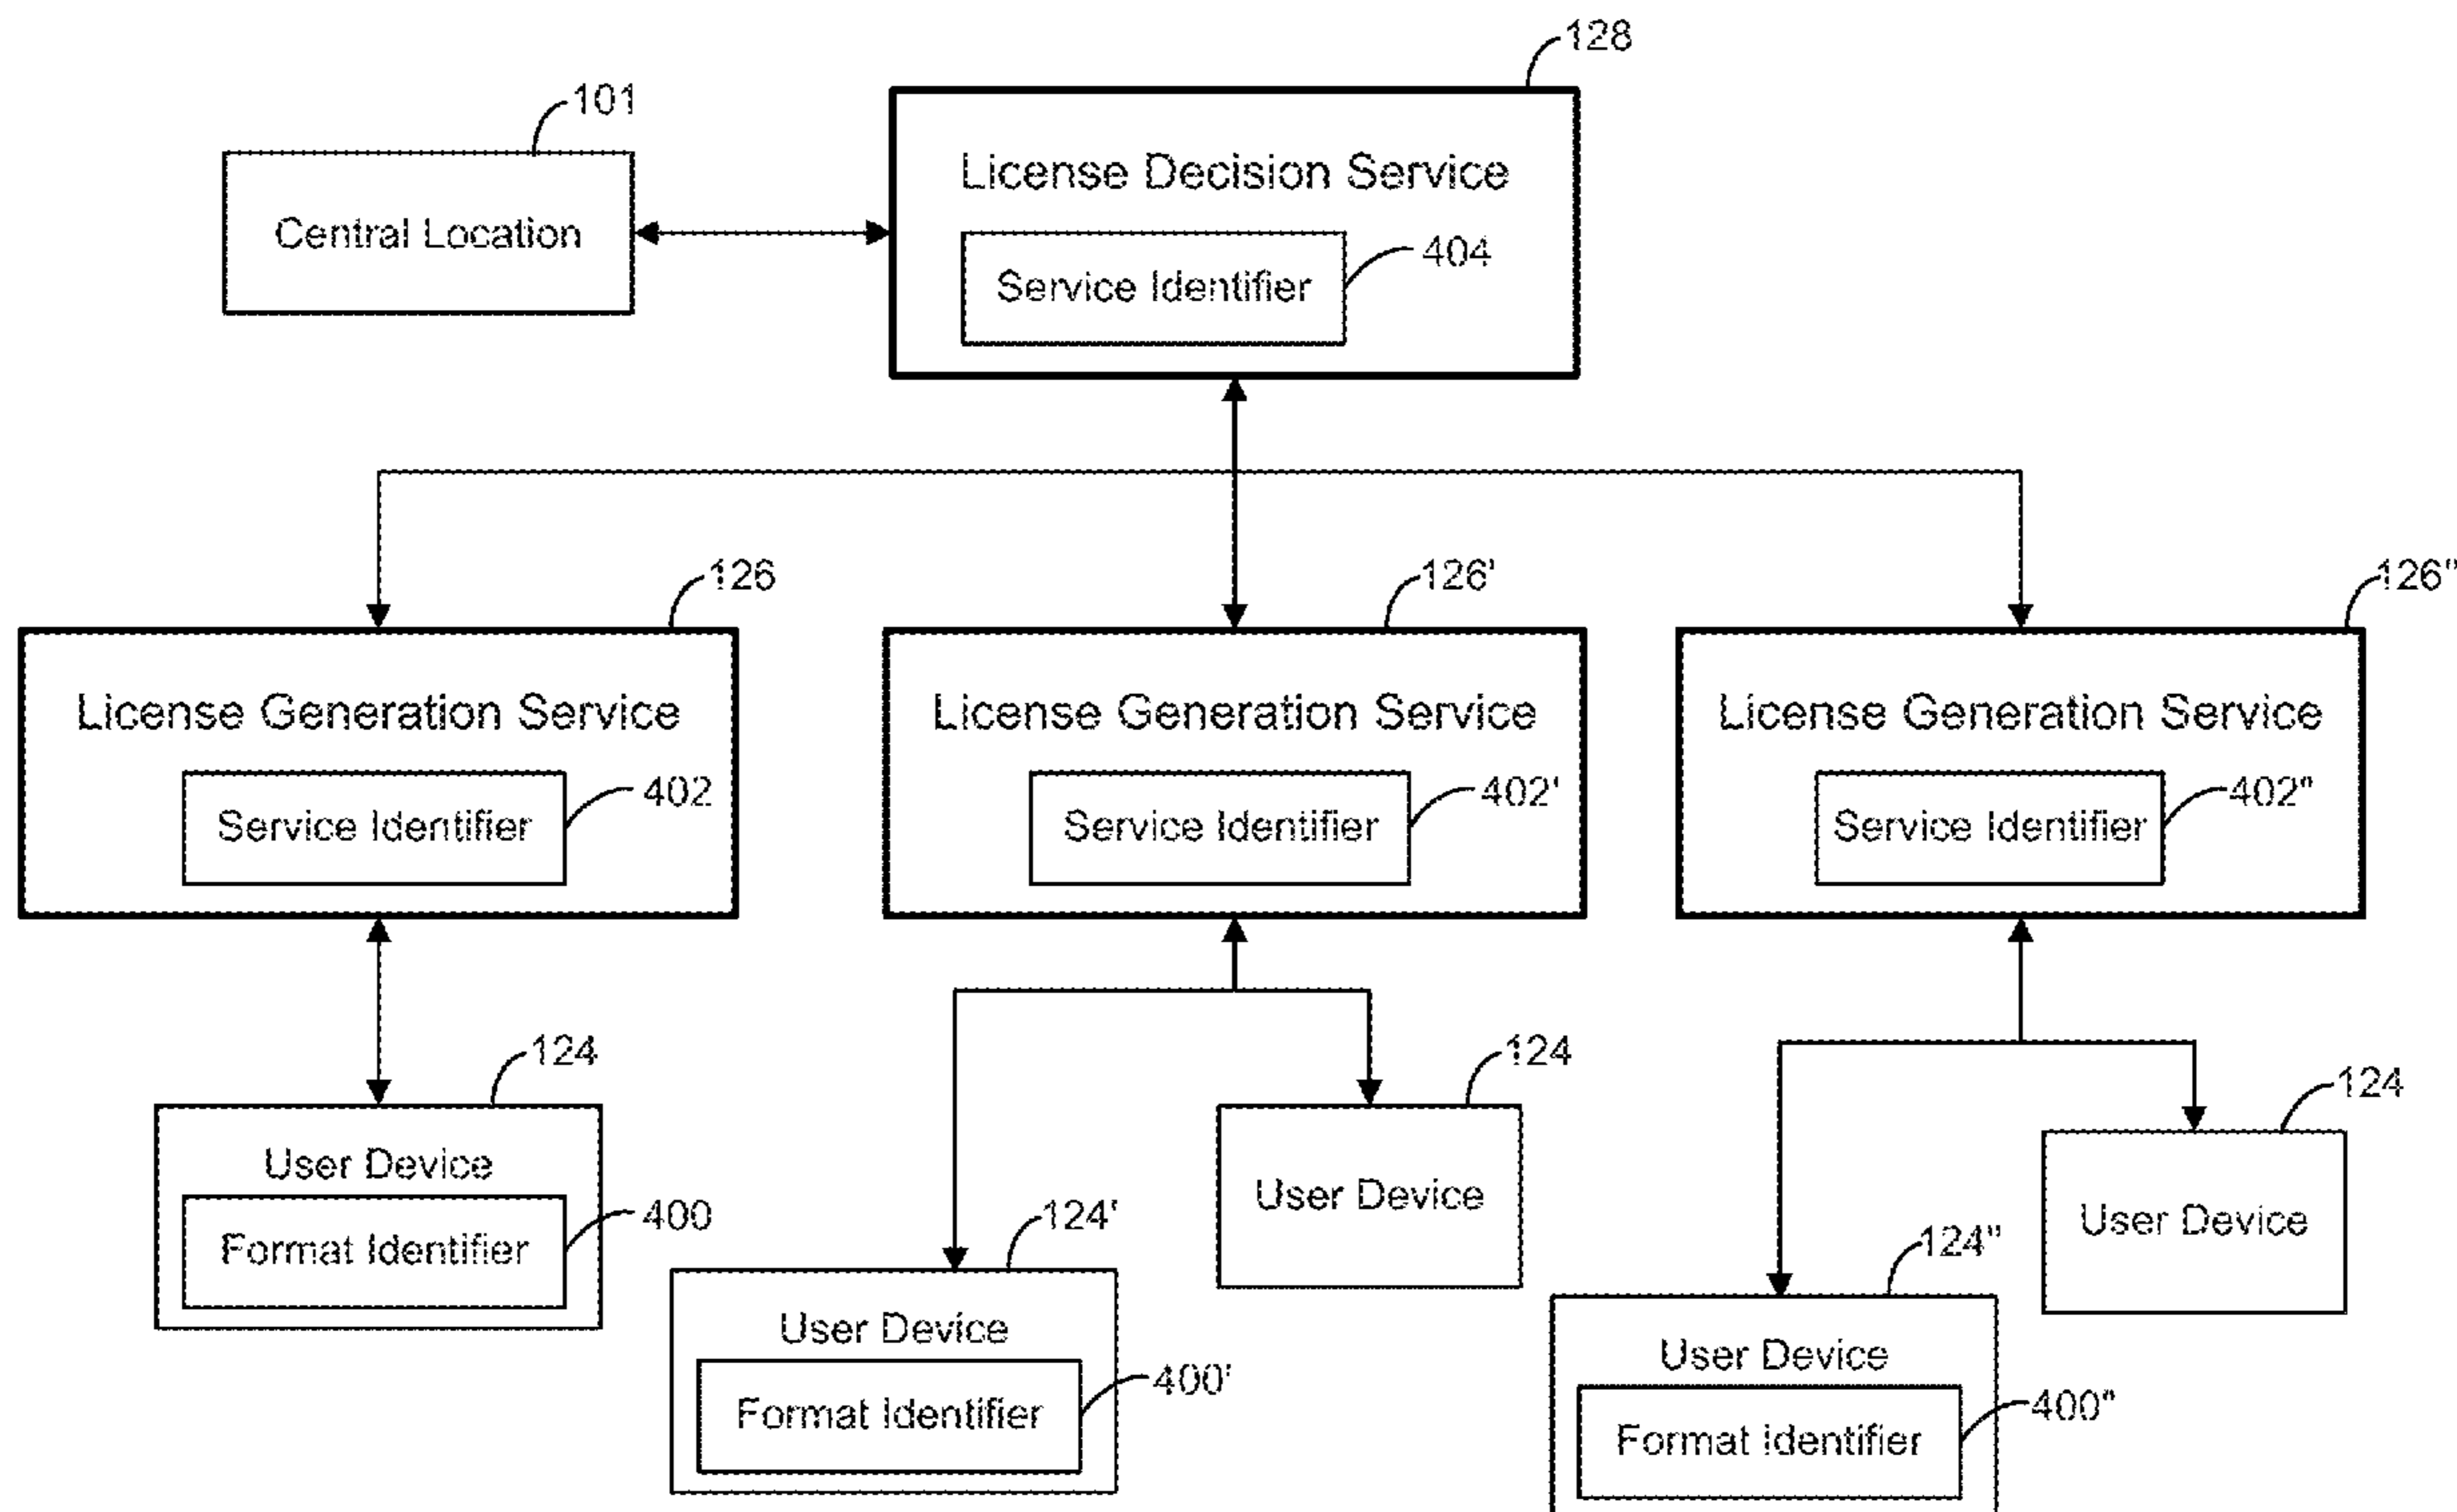 128
101
License Decision Service
Central Location
404
Service Identifier
126
126'
126"
License Generation Service
License Generation Service
License Generation Service
402
402'
402"
Service Identifier
Service Identifier
Service Identifier
124
124
124
User Device
User Device
User Device
400
124'
124"
Format Identifier
User Device
User Device
400'
400"
Format Identifier
Format Identifier